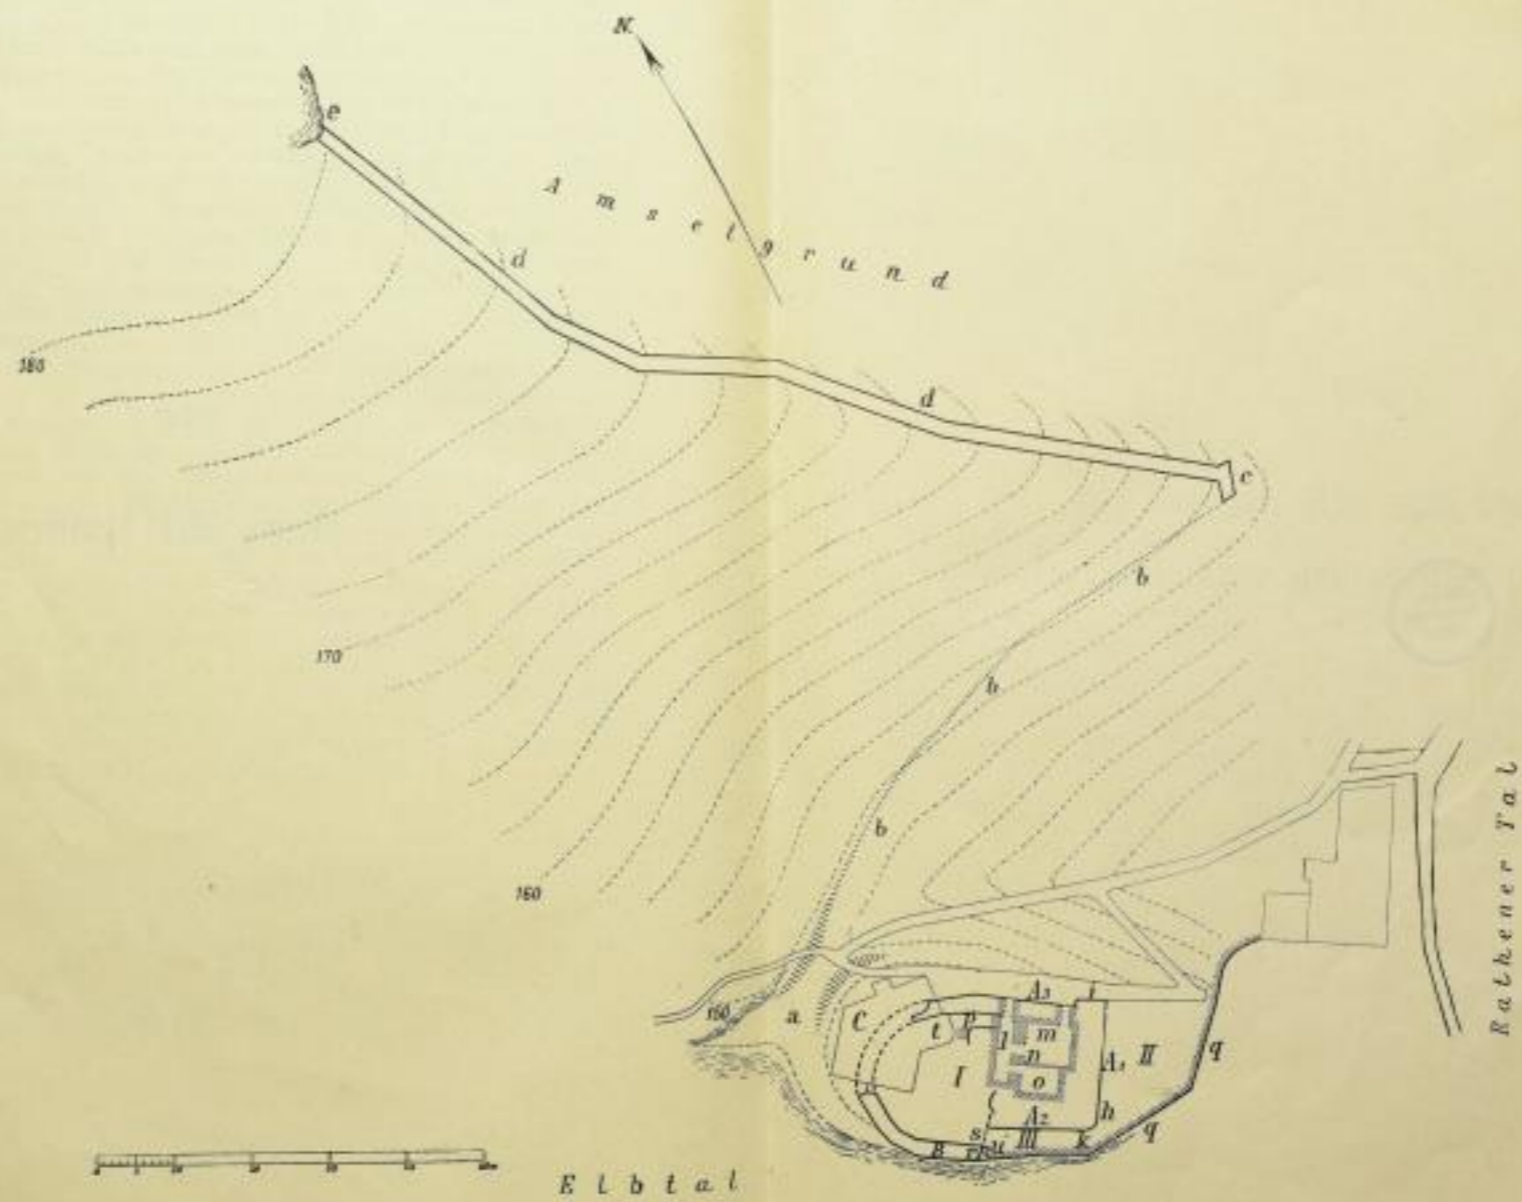 N.
e
Amselgrund
d
180
d
c
b
170
b
b
160
Rathener Tal
150
a
C
A3
i
t
p
l
m
n
A1
II
q
I
o
h
A2
s
III
k
q
B
r
u
Elbtal